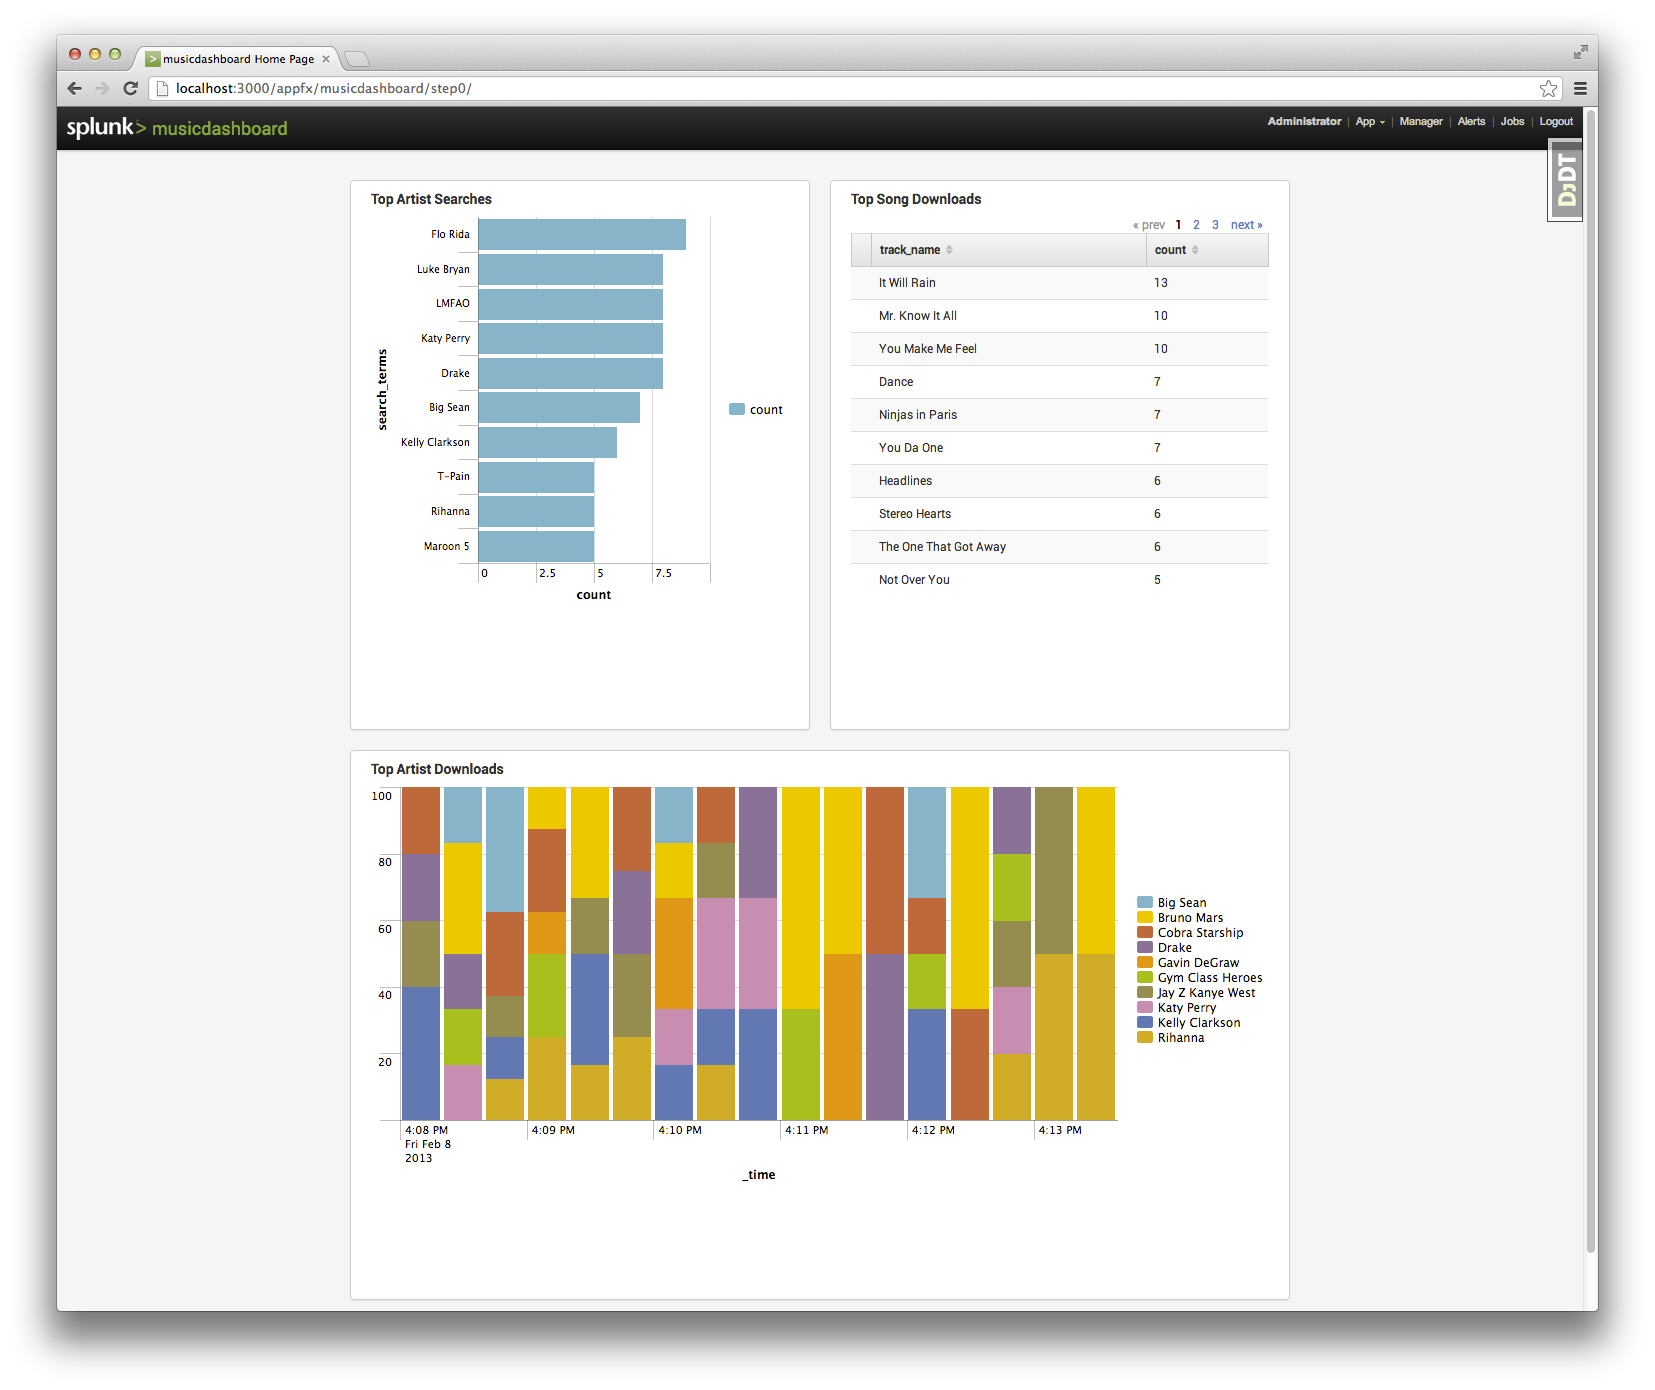 musicdashboard Home Page
localhost:3000/appfx/musicdashboard/step0/
splunk> musicdashboard
Administrator | App | Manager | Alerts | Jobs | Logout
DjDT
Top Artist Searches
search_terms
Flo Rida
Luke Bryan
LMFAO
Katy Perry
Drake
Big Sean
Kelly Clarkson
T-Pain
Rihanna
Maroon 5
0 2.5 5 7.5
count
count
Top Song Downloads
« prev 1 2 3 next »
track_name count
It Will Rain 13
Mr. Know It All 10
You Make Me Feel 10
Dance 7
Ninjas in Paris 7
You Da One 7
Headlines 6
Stereo Hearts 6
The One That Got Away 6
Not Over You 5
Top Artist Downloads
100
80
60
40
20
4:08 PM 4:09 PM 4:10 PM 4:11 PM 4:12 PM 4:13 PM
Fri Feb 8
2013
_time
Big Sean
Bruno Mars
Cobra Starship
Drake
Gavin DeGraw
Gym Class Heroes
Jay Z Kanye West
Katy Perry
Kelly Clarkson
Rihanna